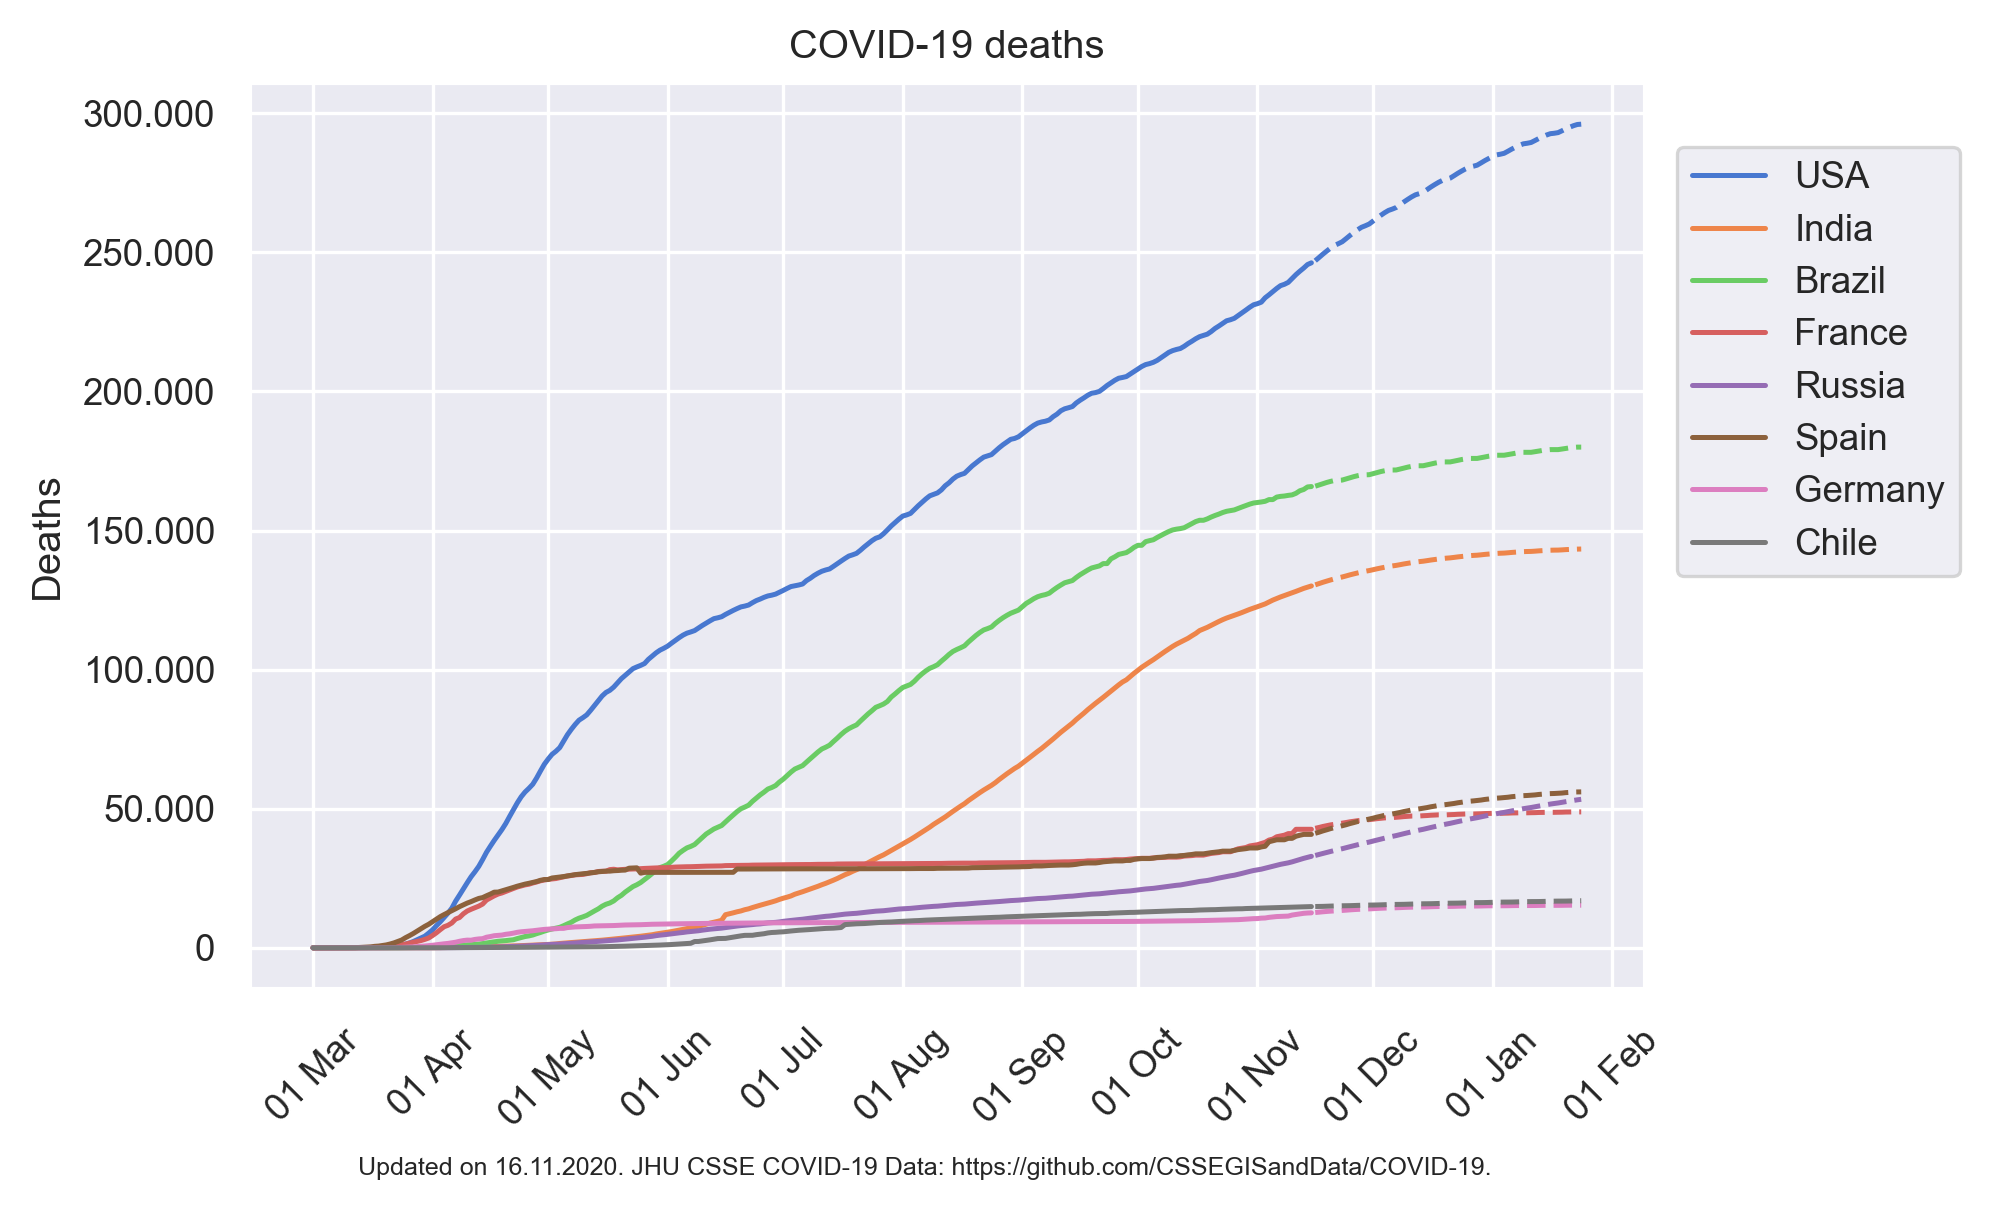 COVID-19 deaths
300.000
250.000
200.000
150.000
100.000
50.000
0
Deaths
01 Mar
01 Apr
01 May
01 Jun
01 Jul
01 Aug
01 Sep
01 Oct
01 Nov
01 Dec
01 Jan
01 Feb
USA
India
Brazil
France
Russia
Spain
Germany
Chile
Updated on 16.11.2020. JHU CSSE COVID-19 Data: https://github.com/CSSEGISandData/COVID-19.